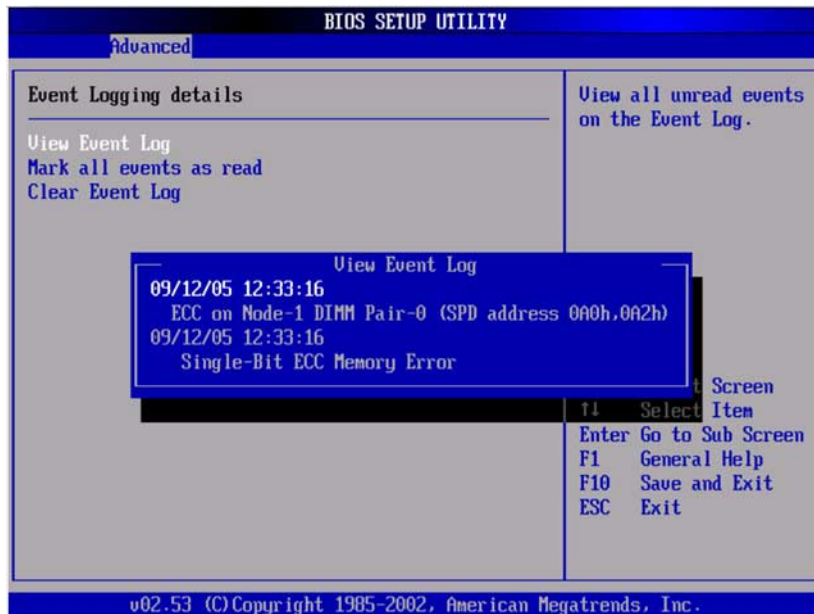 BIOS SETUP UTILITY
Advanced
Event Logging details
View Event Log
Mark all events as read
Clear Event Log
View all unread events
on the Event Log.
View Event Log
09/12/05 12:33:16
ECC on Node-1 DIMM Pair-0 (SPD address 0A0h,0A2h)
09/12/05 12:33:16
Single-Bit ECC Memory Error
t Screen
↑↓ Select Item
Enter Go to Sub Screen
F1 General Help
F10 Save and Exit
ESC Exit
v02.53 (C)Copyright 1985-2002, American Megatrends, Inc.